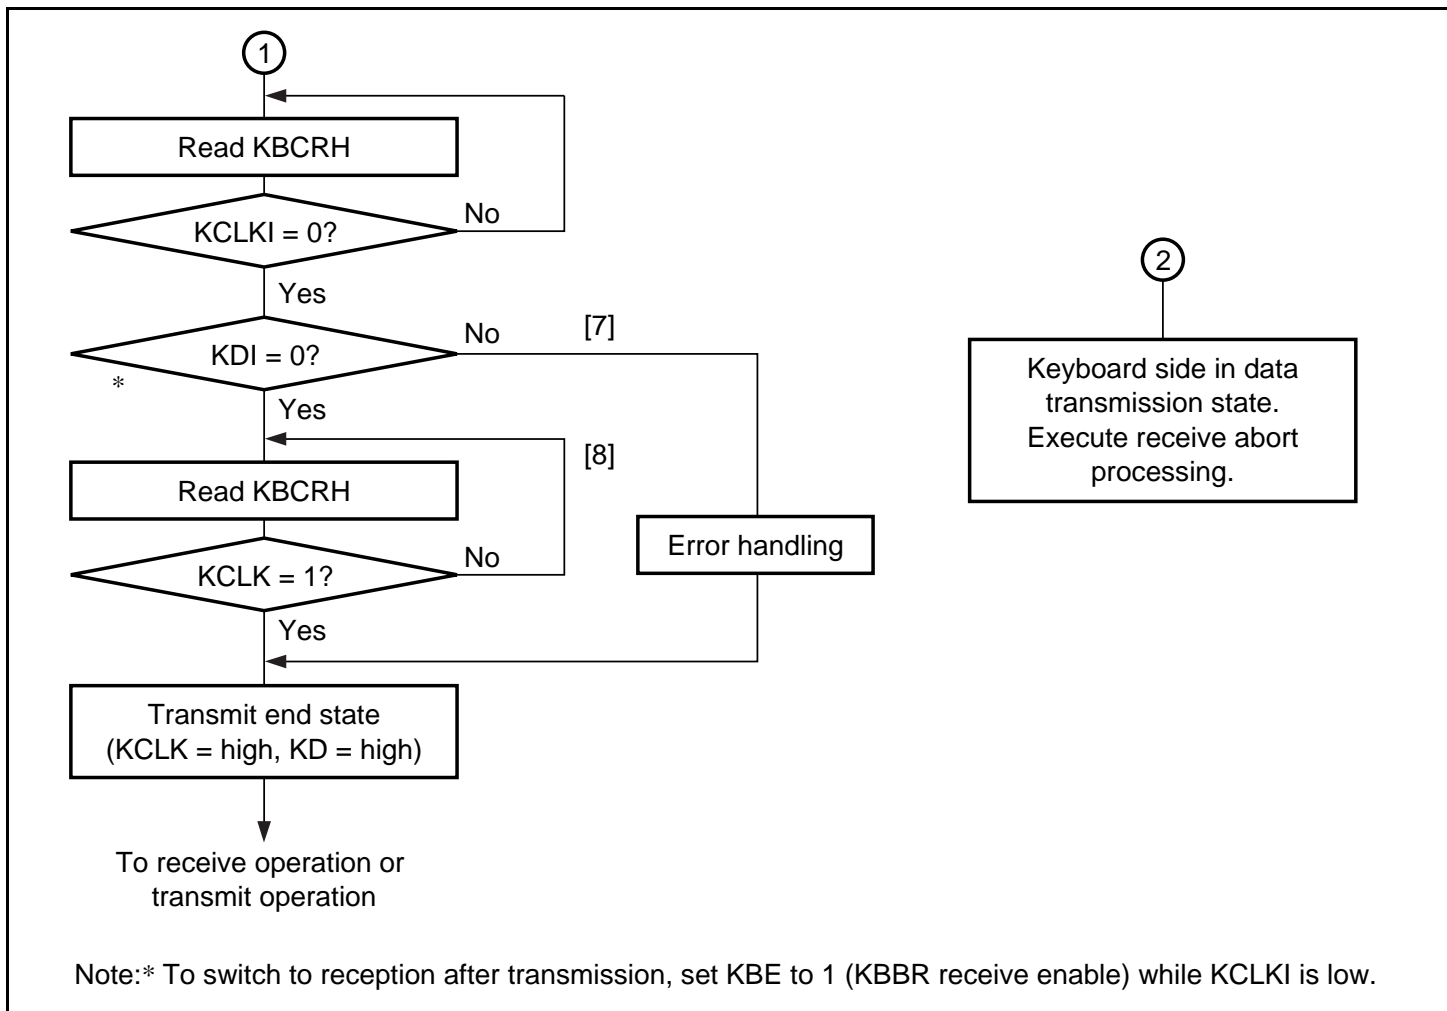 1
Read KBCRH
KCLKI = 0?
No
Yes
KDI = 0?
No
[7]
*
Yes
[8]
Read KBCRH
KCLK = 1?
No
Error handling
Yes
Transmit end state
(KCLK = high, KD = high)
To receive operation or
transmit operation
2
Keyboard side in data
transmission state.
Execute receive abort
processing.
Note:* To switch to reception after transmission, set KBE to 1 (KBBR receive enable) while KCLKI is low.